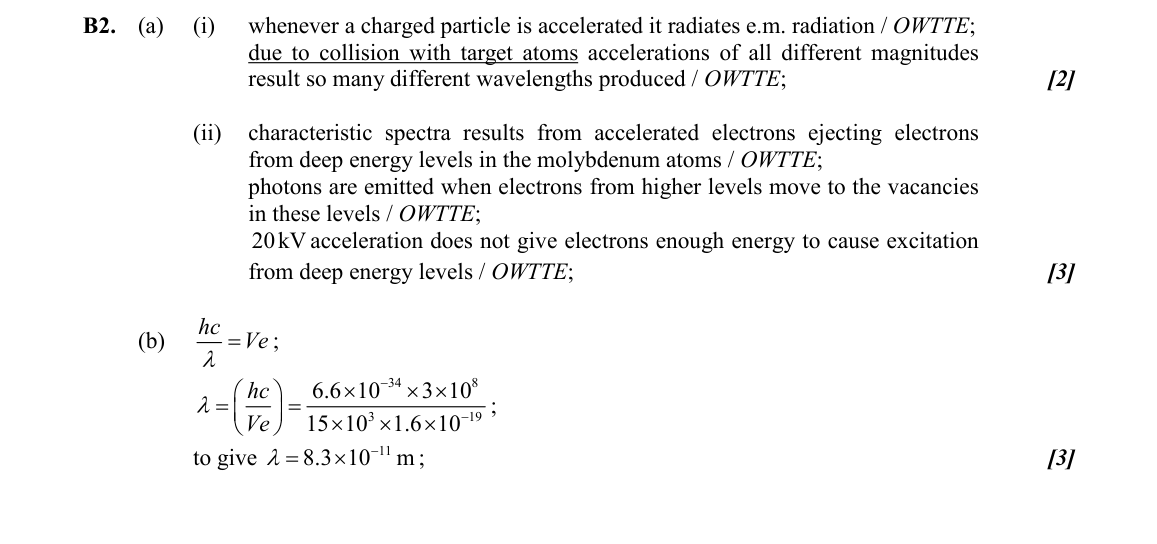 B2. (a) (i) whenever a charged particle is accelerated it radiates e.m. radiation / OWTTE;
due to collision with target atoms accelerations of all different magnitudes
result so many different wavelengths produced / OWTTE; [2]
(ii) characteristic spectra results from accelerated electrons ejecting electrons
from deep energy levels in the molybdenum atoms / OWTTE;
photons are emitted when electrons from higher levels move to the vacancies
in these levels / OWTTE;
20 kV acceleration does not give electrons enough energy to cause excitation
from deep energy levels / OWTTE; [3]
(b) hc/λ = Ve ;
λ = (hc/Ve) = 6.6×10⁻³⁴ ×3×10⁸ / 15×10³ ×1.6×10⁻¹⁹ ;
to give λ = 8.3×10⁻¹¹ m ; [3]